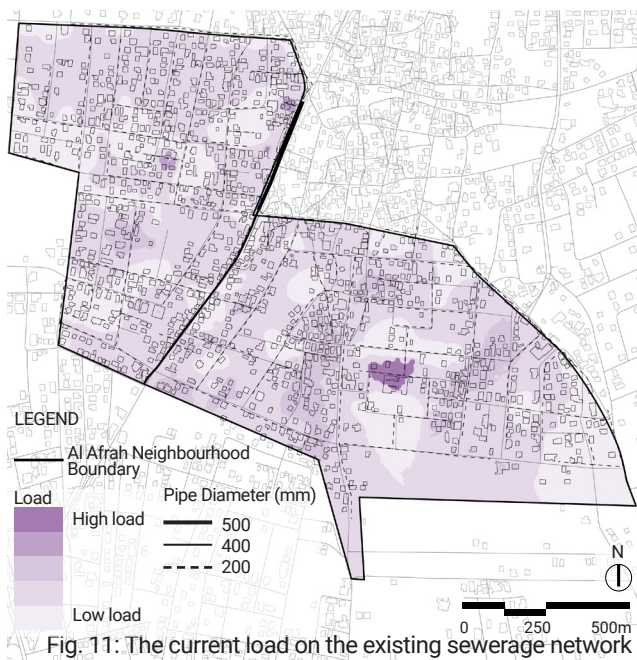 LEGEND
Al Afrah Neighbourhood
Boundary
Load
High load
Low load
Pipe Diameter (mm)
500
400
200
N
0 250 500m
Fig. 11: The current load on the existing sewerage network